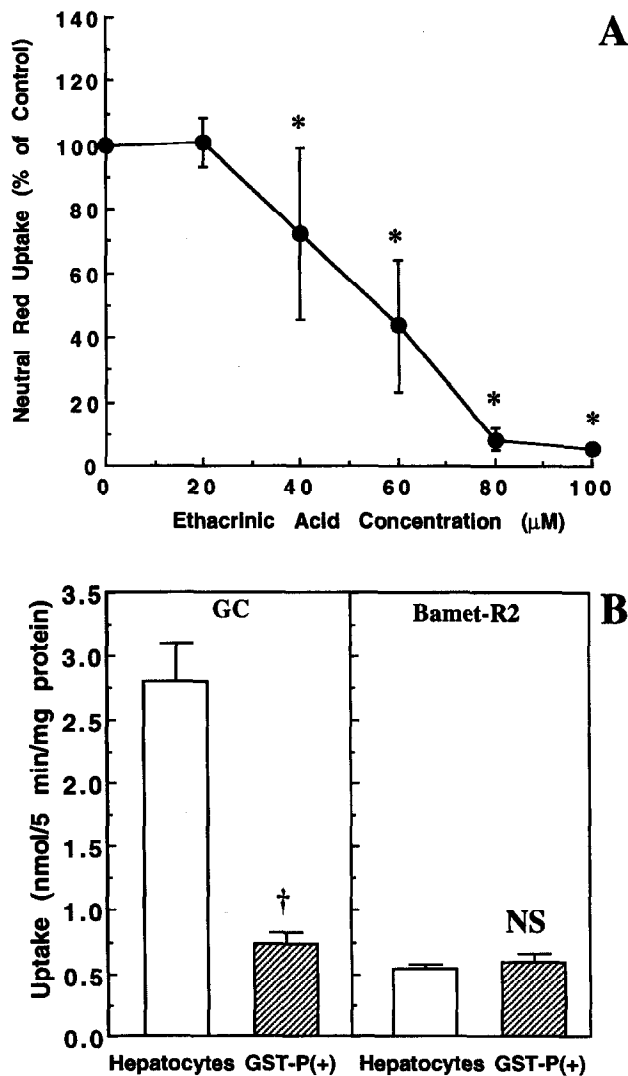 A
140
120
100
80
60
40
20
0
Neutral Red Uptake (% of Control)
*
*
*
*
0 20 40 60 80 100
Ethacrinic Acid Concentration (μM)
B
3.5
3.0
2.5
2.0
1.5
1.0
0.5
0.0
Uptake (nmol/5 min/mg protein)
GC
Bamet-R2
†
NS
Hepatocytes GST-P(+) Hepatocytes GST-P(+)